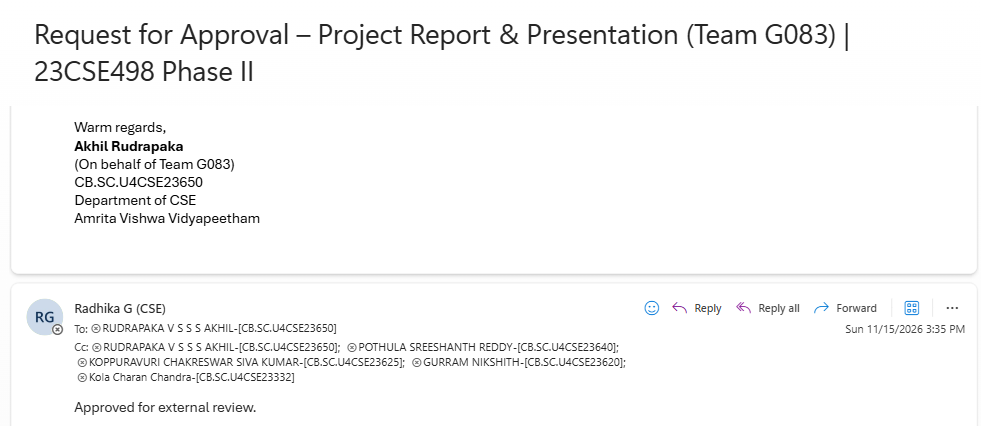 Request for Approval – Project Report & Presentation (Team G083) |
23CSE498 Phase II
Warm regards,
Akhil Rudrapaka
(On behalf of Team G083)
CB.SC.U4CSE23650
Department of CSE
Amrita Vishwa Vidyapeetham
RG
Radhika G (CSE)
Reply
Reply all
Forward
To: RUDRAPAKA V S S S AKHIL-[CB.SC.U4CSE23650]
Sun 11/15/2026 3:35 PM
Cc: RUDRAPAKA V S S S AKHIL-[CB.SC.U4CSE23650]; POTHULA SREESHANTH REDDY-[CB.SC.U4CSE23640];
KOPPURAVURI CHAKRESWAR SIVA KUMAR-[CB.SC.U4CSE23625]; GURRAM NIKSHITH-[CB.SC.U4CSE23620];
Kola Charan Chandra-[CB.SC.U4CSE23332]
Approved for external review.